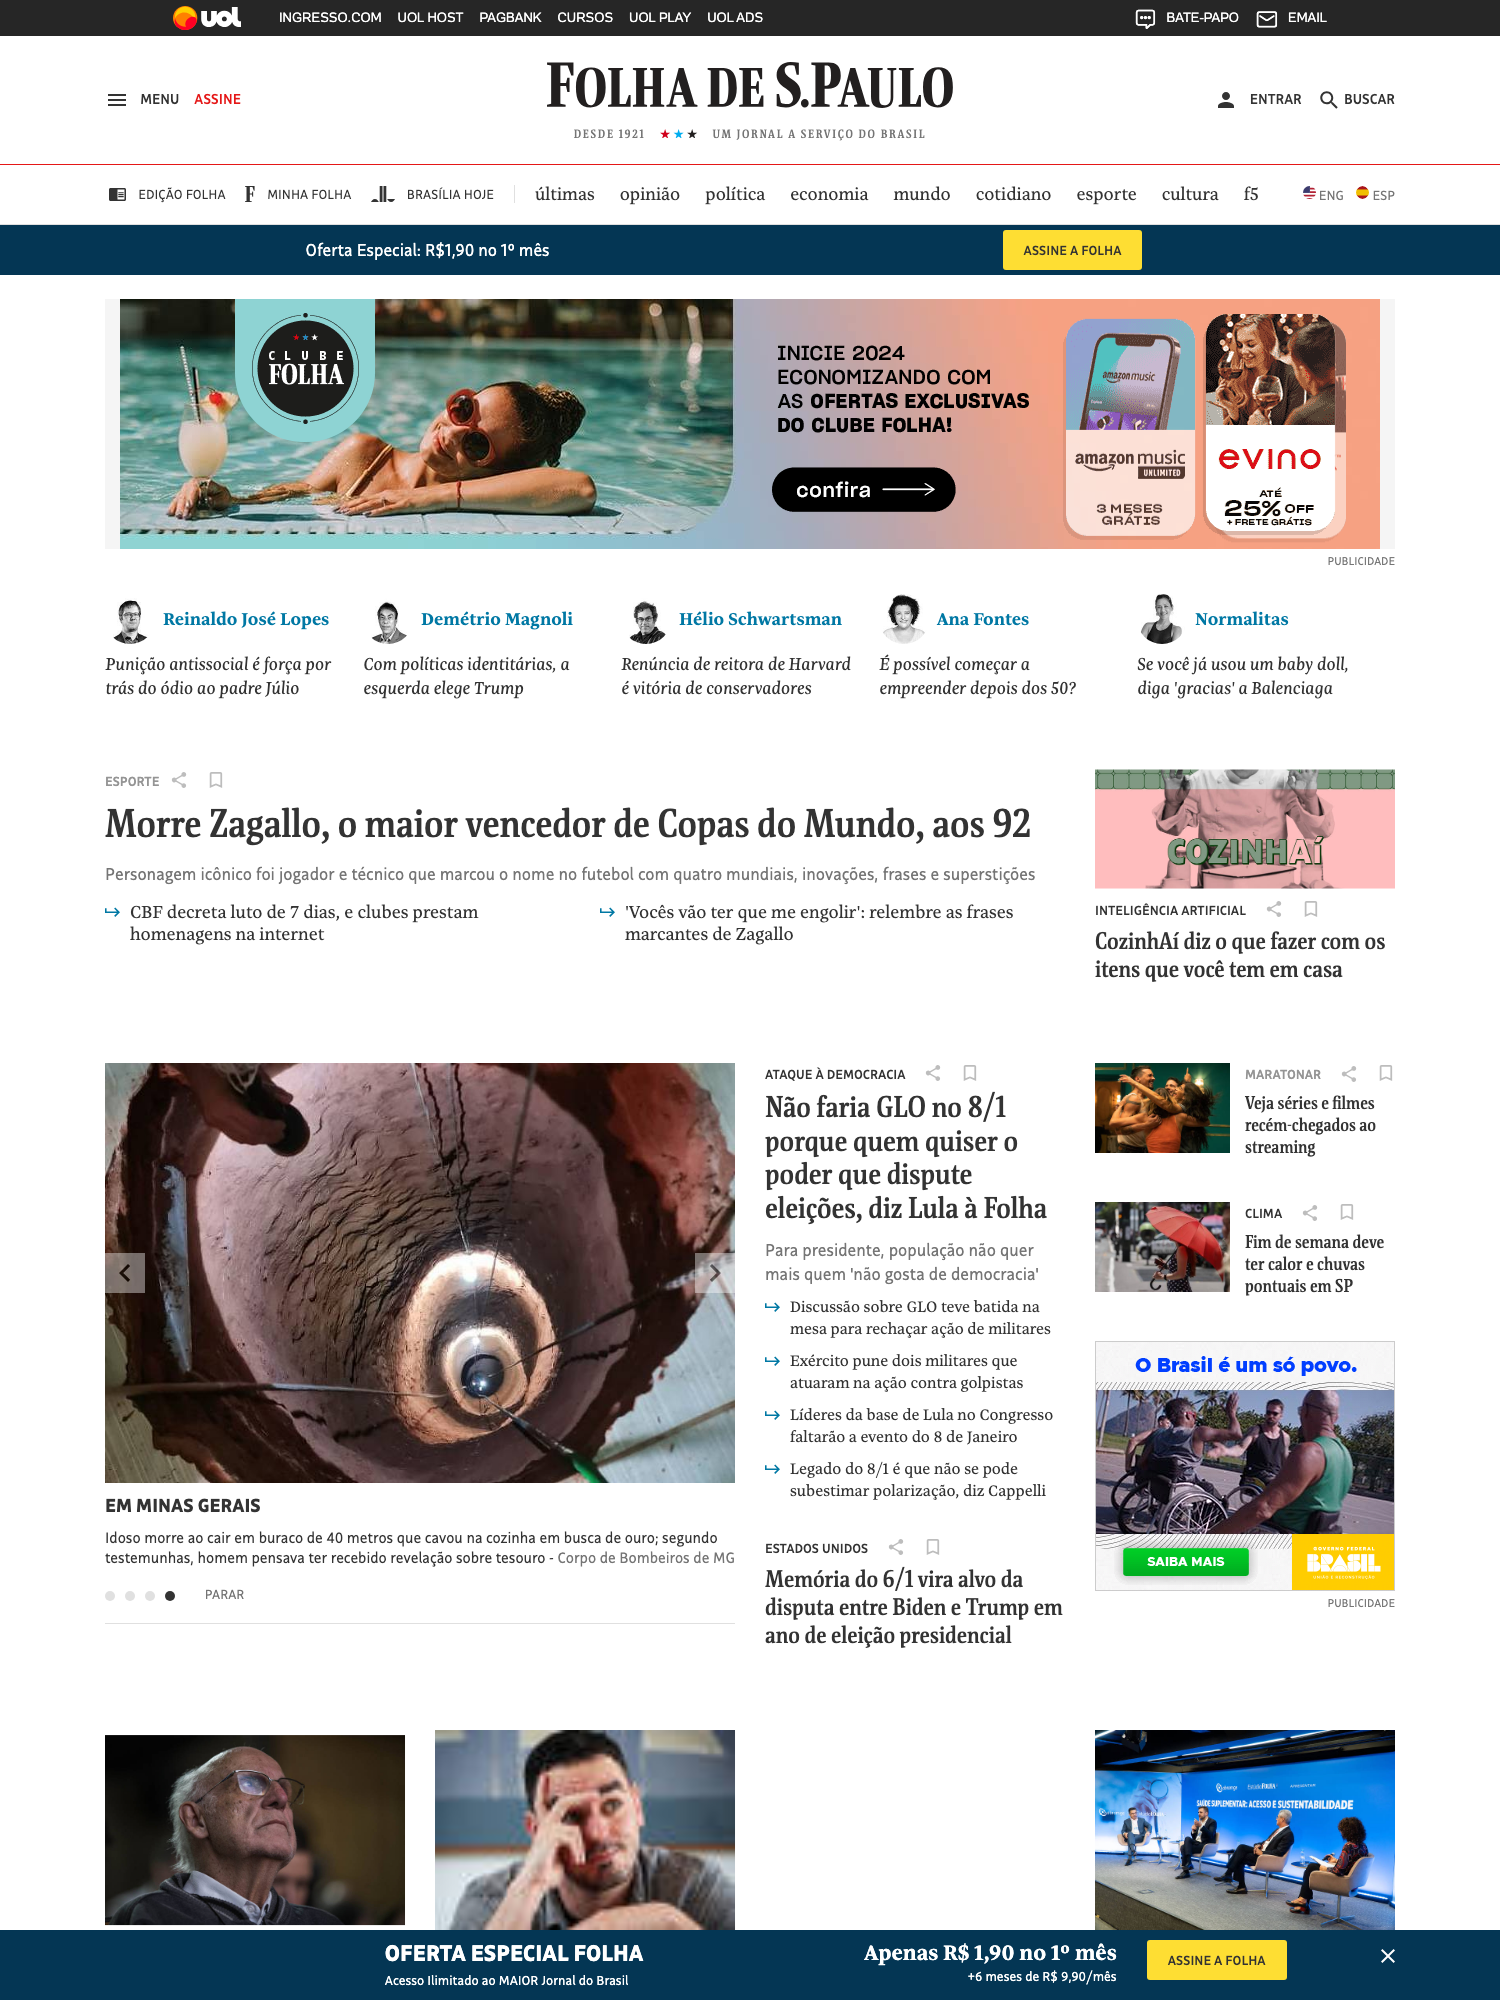 uol
INGRESSO.COM UOL HOST PAGBANK CURSOS UOL PLAY UOL ADS
BATE-PAPO EMAIL
MENU ASSINE
FOLHA DE S.PAULO
DESDE 1921 ★★★ UM JORNAL A SERVIÇO DO BRASIL
ENTRAR BUSCAR
EDIÇÃO FOLHA F MINHA FOLHA BRASÍLIA HOJE
últimas opinião política economia mundo cotidiano esporte cultura f5
ENG ESP
Oferta Especial: R$1,90 no 1º mês
ASSINE A FOLHA
CLUBE
FOLHA
INICIE 2024
ECONOMIZANDO COM
AS OFERTAS EXCLUSIVAS
DO CLUBE FOLHA!
confira
amazon music
amazon music
UNLIMITED
3 MESES
GRÁTIS
evino
ATÉ
25% OFF
+ FRETE GRÁTIS
PUBLICIDADE
Reinaldo José Lopes
Punição antissocial é força por
trás do ódio ao padre Júlio
Demétrio Magnoli
Com políticas identitárias, a
esquerda elege Trump
Hélio Schwartsman
Renúncia de reitora de Harvard
é vitória de conservadores
Ana Fontes
É possível começar a
empreender depois dos 50?
Normalitas
Se você já usou um baby doll,
diga 'gracias' a Balenciaga
ESPORTE
Morre Zagallo, o maior vencedor de Copas do Mundo, aos 92
Personagem icônico foi jogador e técnico que marcou o nome no futebol com quatro mundiais, inovações, frases e superstições
CBF decreta luto de 7 dias, e clubes prestam
homenagens na internet
'Vocês vão ter que me engolir': relembre as frases
marcantes de Zagallo
COZINHAÍ
INTELIGÊNCIA ARTIFICIAL
CozinhAí diz o que fazer com os
itens que você tem em casa
EM MINAS GERAIS
Idoso morre ao cair em buraco de 40 metros que cavou na cozinha em busca de ouro; segundo
testemunhas, homem pensava ter recebido revelação sobre tesouro - Corpo de Bombeiros de MG
PARAR
ATAQUE À DEMOCRACIA
Não faria GLO no 8/1
porque quem quiser o
poder que dispute
eleições, diz Lula à Folha
Para presidente, população não quer
mais quem 'não gosta de democracia'
Discussão sobre GLO teve batida na
mesa para rechaçar ação de militares
Exército pune dois militares que
atuaram na ação contra golpistas
Líderes da base de Lula no Congresso
faltarão a evento do 8 de Janeiro
Legado do 8/1 é que não se pode
subestimar polarização, diz Cappelli
ESTADOS UNIDOS
Memória do 6/1 vira alvo da
disputa entre Biden e Trump em
ano de eleição presidencial
MARATONAR
Veja séries e filmes
recém-chegados ao
streaming
CLIMA
Fim de semana deve
ter calor e chuvas
pontuais em SP
O Brasil é um só povo.
SAIBA MAIS
GOVERNO FEDERAL
BRASIL
UNIÃO E RECONSTRUÇÃO
PUBLICIDADE
SAÚDE SUPLEMENTAR: ACESSO E SUSTENTABILIDADE
OFERTA ESPECIAL FOLHA
Acesso Ilimitado ao MAIOR Jornal do Brasil
Apenas R$ 1,90 no 1º mês
+6 meses de R$ 9,90/mês
ASSINE A FOLHA